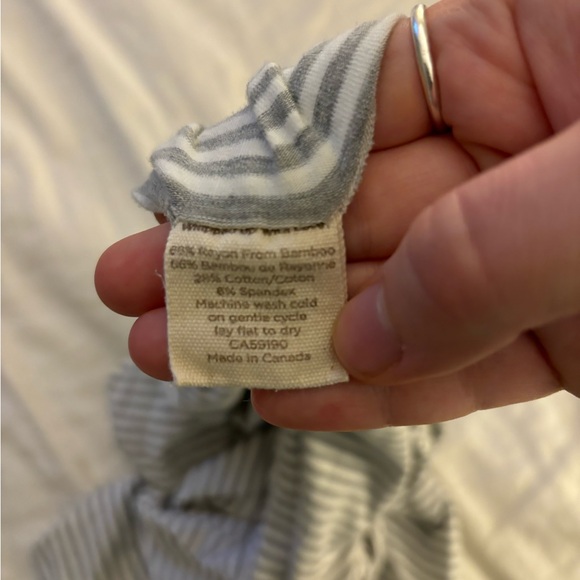 66% Rayon From Bamboo
66% Bambou de Rayonne
28% Cotton/Coton
6% Spandex
Machine wash cold
on gentle cycle
lay flat to dry
CA59190
Made in Canada